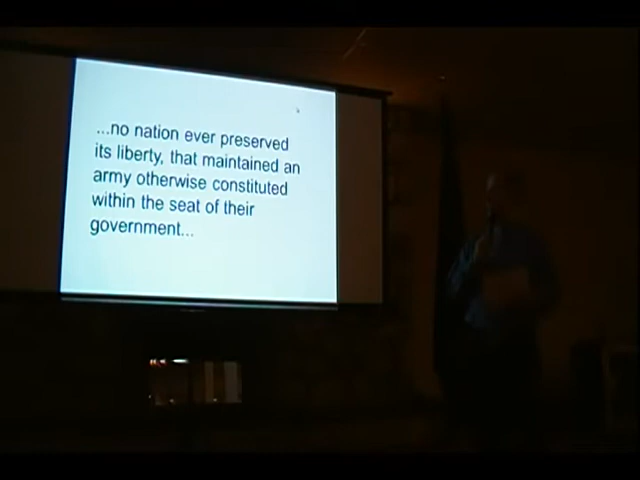 ...no nation ever preserved
its liberty, that maintained an
army otherwise constituted
within the seat of their
government...